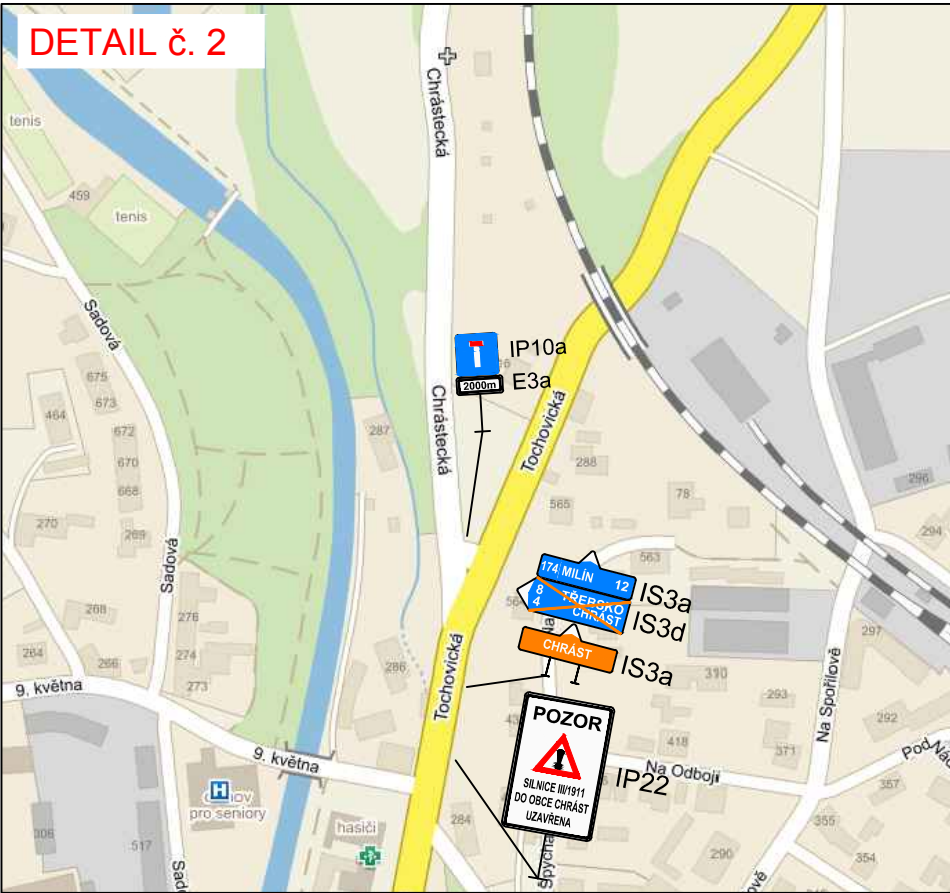 DETAIL č. 2
tenis
459
tenis
Chrástecká
Sadová
675
673
464
672
670
668
270
269
287
Chrástecká
2000m
IP10a
E3a
Tochovická
288
565
78
296
294
563
Sadová
268
276
264
266
274
273
286
9. května
9. května
Tochovická
174 MILÍN 12
8 TŘEBSKO
4 CHRÁST
IS3a
IS3d
CHRÁST
IS3a
310
293
297
292
Na Spořilově
371
418
Na Odboji
357
355
354
290
POZOR
SILNICE III/1911
DO OBCE CHRÁST
UZAVŘENA
IP22
H
pro seniory
hasiči
284
306
517